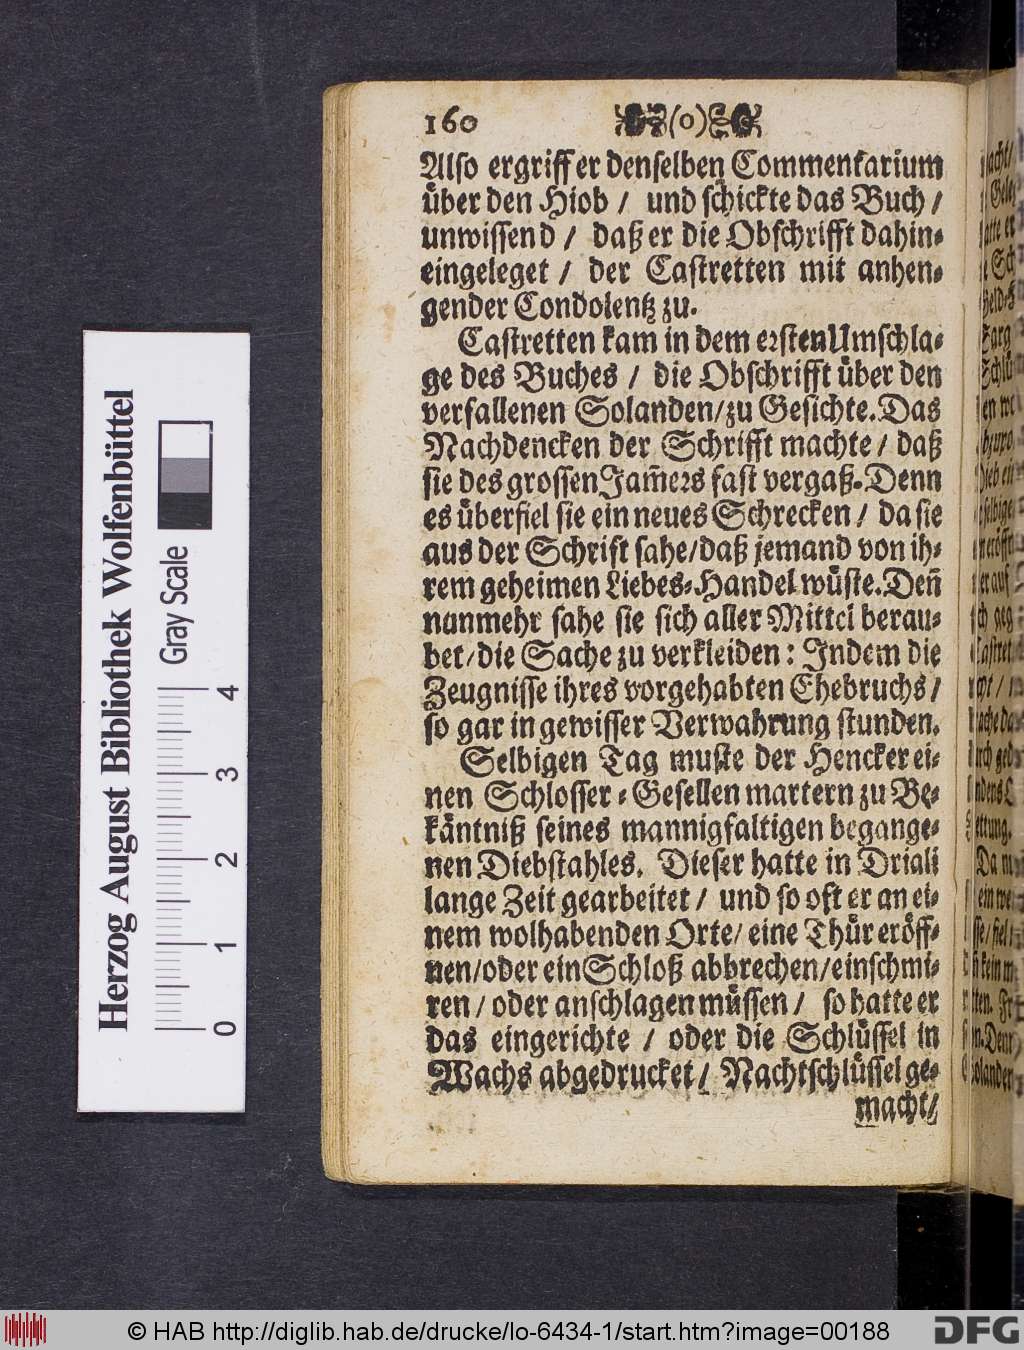 160 (o)
Also ergriff er denselben Commentarium
über den Hiob / und schickte das Buch /
unwissend / daß er die Obschrifft dahin-
eingeleget / der Castretten mit anhen-
gender Condolentz zu.
Castretten kam in dem ersten Umschla-
ge des Buches / die Obschrifft über den
verfallenen Solanden/zu Gesichte. Das
Nachdencken der Schrifft machte / daß
sie des grossen Jam̃ers fast vergaß. Denn
es überfiel sie ein neues Schrecken / da sie
aus der Schrift sahe/daß jemand von ih-
rem geheimen Liebes-Handel wüste. Den̄
nunmehr sahe sie sich aller Mittel berau-
bet/die Sache zu verkleiden: Indem die
Zeugnisse ihres vorgehabten Ehebruchs /
so gar in gewisser Verwahrung stunden.
Selbigen Tag muste der Hencker ei-
nen Schlosser-Gesellen martern zu Be-
käntniß seines mannigfaltigen begange-
nen Diebstahles. Dieser hatte in Driali
lange Zeit gearbeitet / und so oft er an ei-
nem wolhabenden Orte/ eine Thür eröff-
nen/oder ein Schloß abbrechen/einschmi-
ren / oder anschlagen müssen / so hatte er
das eingerichte / oder die Schlüssel in
Wachs abgedrucket / Nachtschlüssel ge-
macht/
Herzog August Bibliothek Wolfenbüttel
Gray Scale
0 1 2 3 4
© HAB http://diglib.hab.de/drucke/lo-6434-1/start.htm?image=00188
DFG